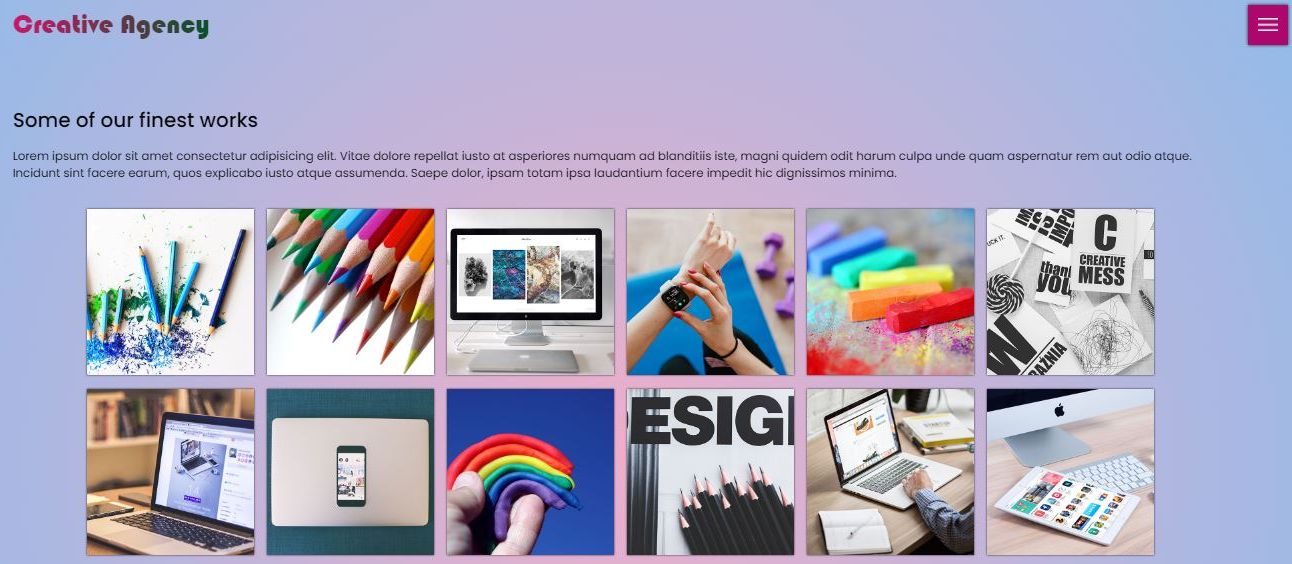 Creative Agency
Some of our finest works
Lorem ipsum dolor sit amet consectetur adipisicing elit. Vitae dolore repellat iusto at asperiores numquam ad blanditiis iste, magni quidem odit harum culpa unde quam aspernatur rem aut odio atque.
Incidunt sint facere earum, quos explicabo iusto atque assumenda. Saepe dolor, ipsam totam ipsa laudantium facere impedit hic dignissimos minima.
C
CREATIVE
MESS
thank
you
W
ESIG